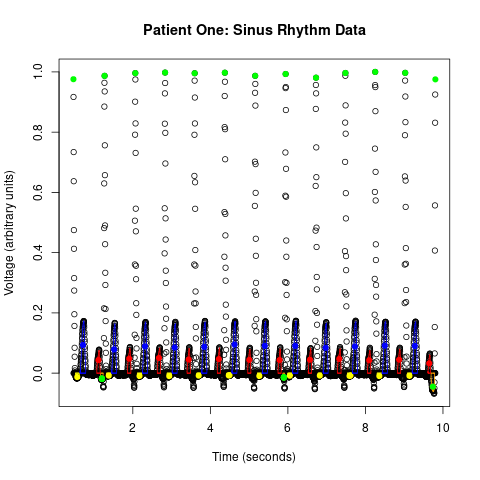 Patient One: Sinus Rhythm Data
Voltage (arbitrary units)
1.0
0.8
0.6
0.4
0.2
0.0
2 4 6 8 10
Time (seconds)